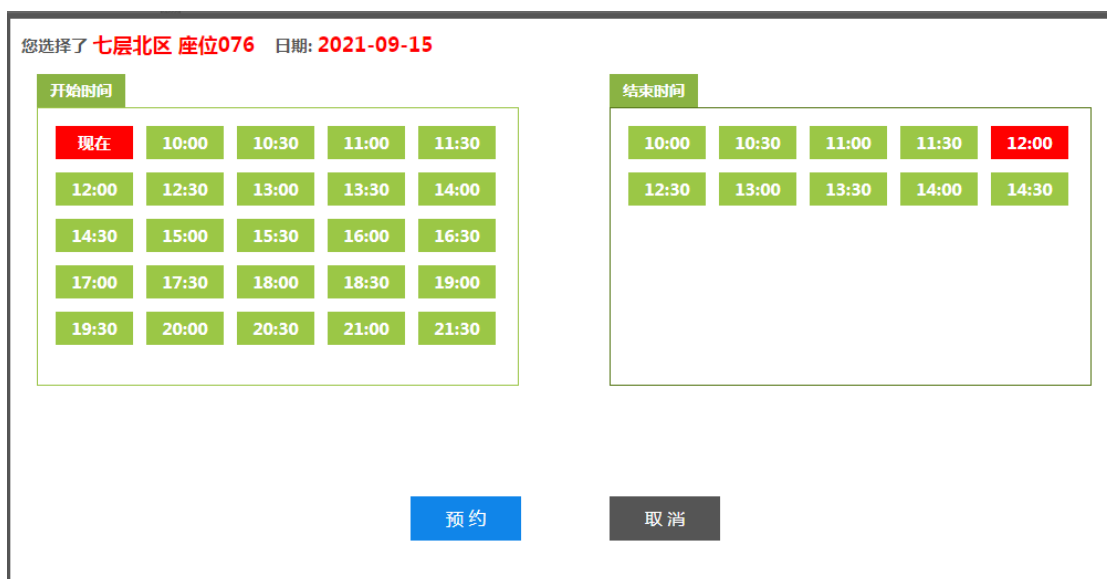 您选择了 七层北区 座位076 日期: 2021-09-15
开始时间
现在 10:00 10:30 11:00 11:30
12:00 12:30 13:00 13:30 14:00
14:30 15:00 15:30 16:00 16:30
17:00 17:30 18:00 18:30 19:00
19:30 20:00 20:30 21:00 21:30
结束时间
10:00 10:30 11:00 11:30 12:00
12:30 13:00 13:30 14:00 14:30
预 约 取 消